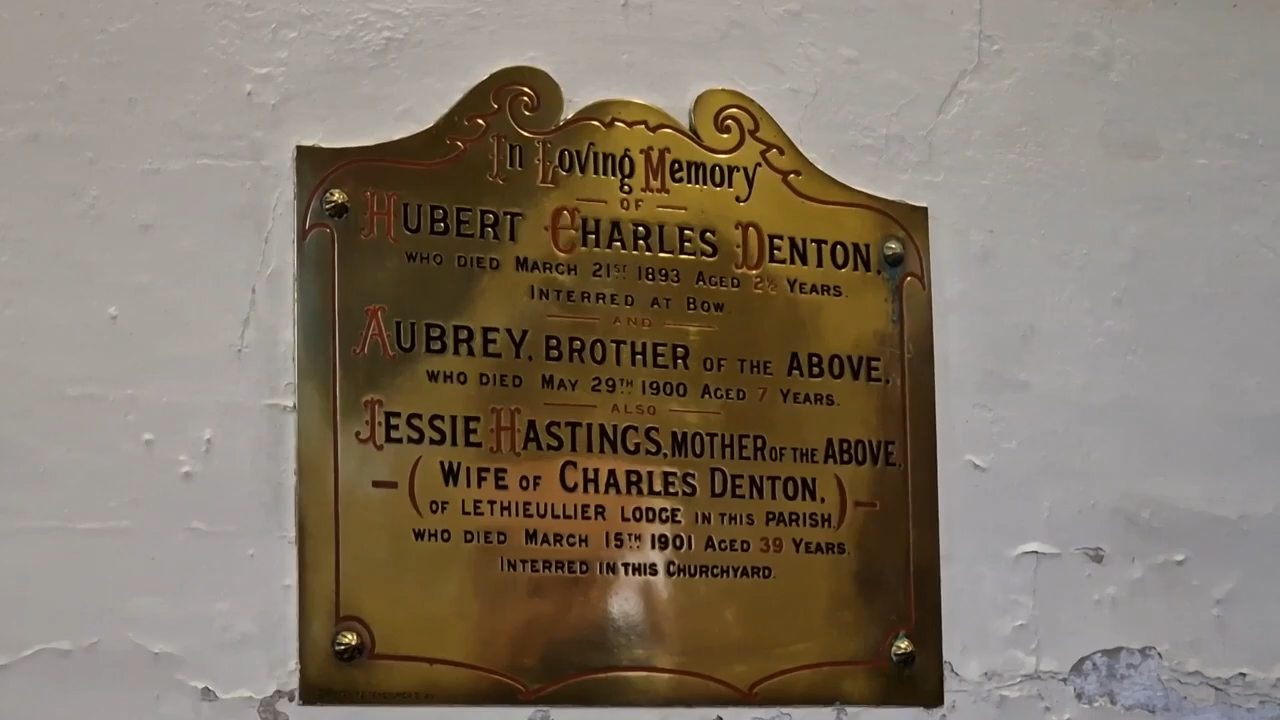 In Loving Memory
OF
HUBERT CHARLES DENTON,
WHO DIED MARCH 21ST 1893 AGED 2½ YEARS.
INTERRED AT BOW.
AND
AUBREY, BROTHER OF THE ABOVE,
WHO DIED MAY 29TH 1900 AGED 7 YEARS.
ALSO
JESSIE HASTINGS, MOTHER OF THE ABOVE,
(WIFE OF CHARLES DENTON,
OF LETHIEULLIER LODGE IN THIS PARISH.)
WHO DIED MARCH 15TH 1901 AGED 39 YEARS.
INTERRED IN THIS CHURCHYARD.